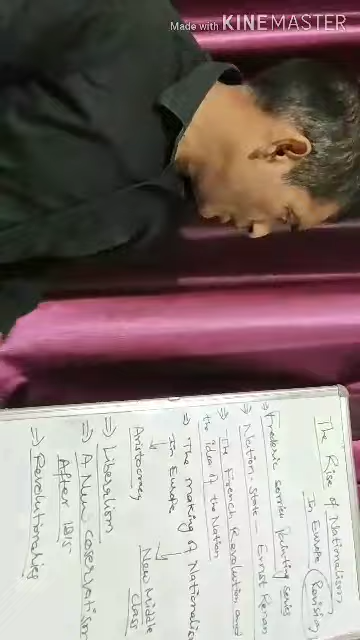 Made with KINEMASTER
The Rise of Nationalism
In Europe (Revision)
⇒ Frederic sorrieu Painting series
⇒ Nation-state Ernst Renan
⇒ The French Revolution and
the idea of the Nation
⇒ The making of Nationalism
In Europe
Aristocracy New Middle
Class
⇒ Liberalism
⇒ A New
After 1815
⇒ Revolutionaries